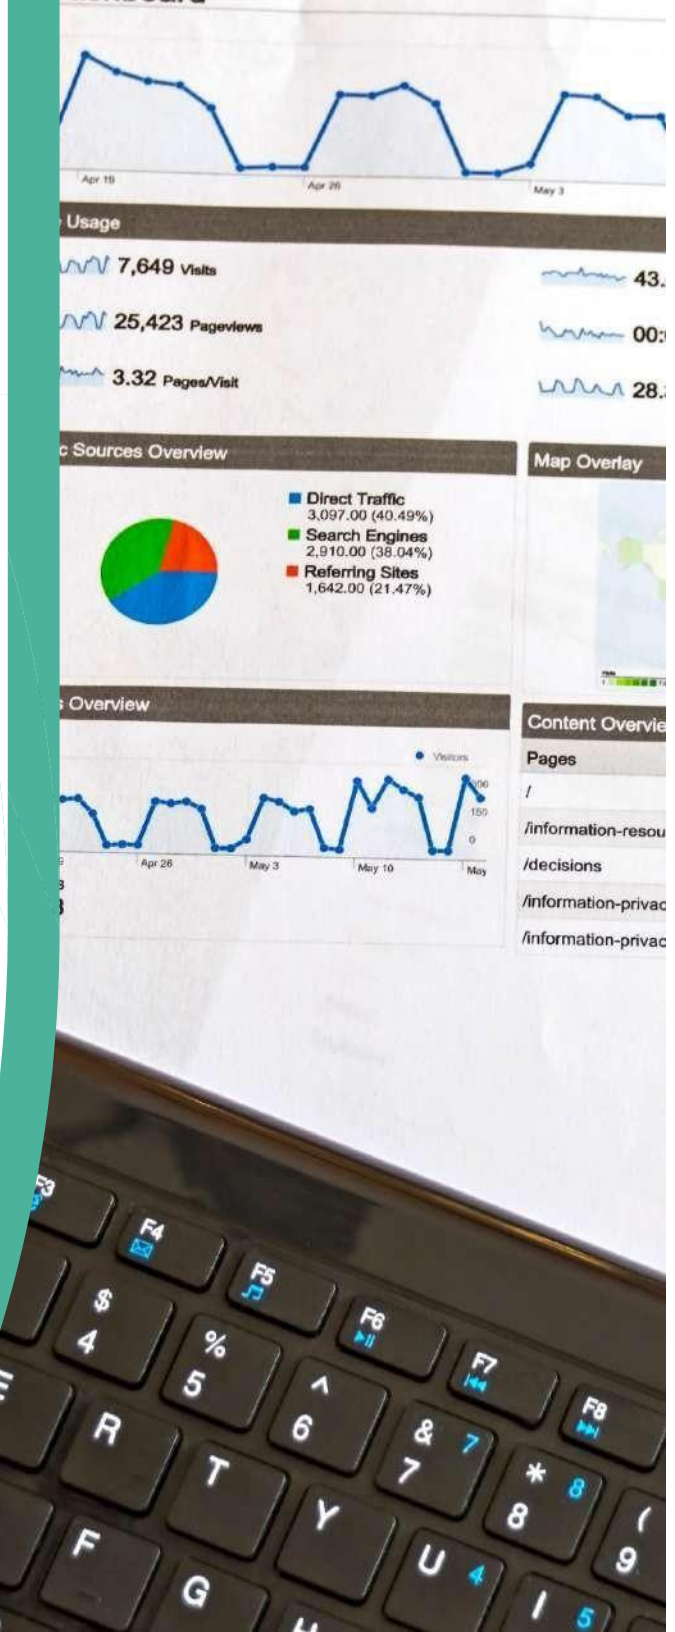 Apr 19
Apr 26
May 3
Usage
7,649 Visits
43.
25,423 Pageviews
00:
3.32 Pages/Visit
28.
Sources Overview
Map Overlay
Direct Traffic
3,097.00 (40.49%)
Search Engines
2,910.00 (38.04%)
Referring Sites
1,642.00 (21.47%)
Overview
Content Overvie
Visitors
Pages
/
150
/information-resou
0
Apr 26
May 3
May 10
May
/decisions
/information-privac
/information-privac
F3
F4
F5
F6
F7
F8
$
4
%
5
^
6
&
7 7
*
8 8
(
9
E
R
T
Y
U 4
I 5
F
G
H